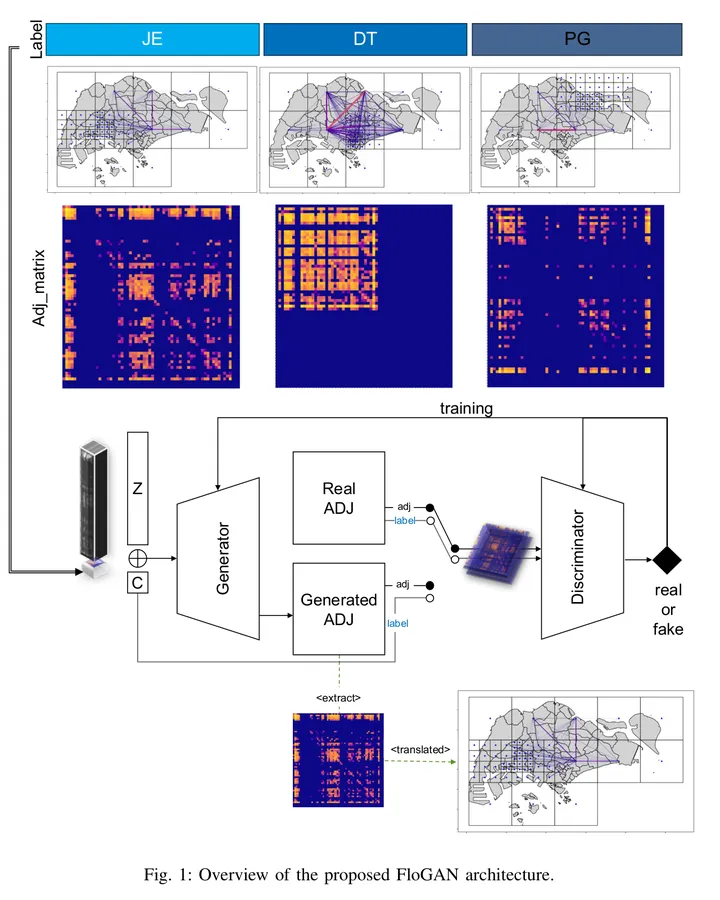 Label
JE
DT
PG
Adj_matrix
training
Z
C
Generator
Real
ADJ
adj
label
Generated
ADJ
adj
label
Discriminator
real
or
fake
<extract>
<translated>
Fig. 1: Overview of the proposed FloGAN architecture.